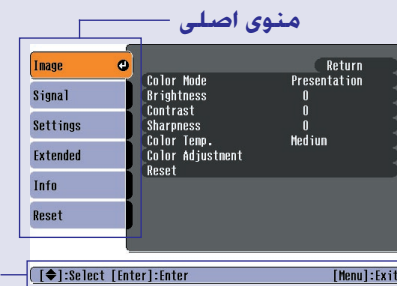 منوی اصلی
Image
Signal
Settings
Extended
Info
Reset
Return
Color Mode Presentation
Brightness 0
Contrast 0
Sharpness 0
Color Temp. Medium
Color Adjustment
Reset
[◆]:Select [Enter]:Enter [Menu]:Exit